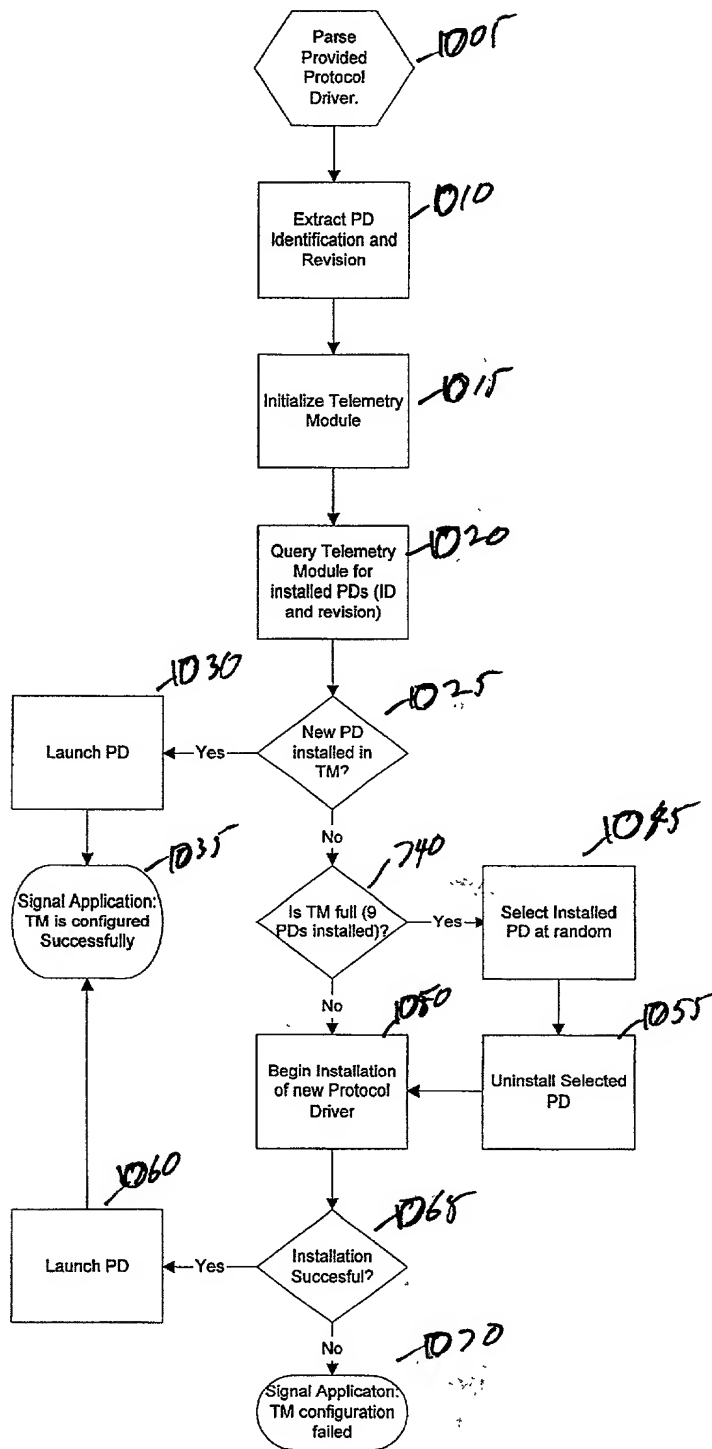 Parse
Provided
Protocol
Driver.
1005
Extract PD
Identification and
Revision
1010
Initialize Telemetry
Module
1015
Query Telemetry
Module for
installed PDs (ID
and revision)
1020
1030
Launch PD
Yes
New PD
installed in
TM?
1025
No
1035
Signal Application:
TM is configured
Successfully
Is TM full (9
PDs installed)?
740
Yes
Select Installed
PD at random
1045
No
Begin Installation
of new Protocol
Driver
1050
Uninstall Selected
PD
1055
1060
Launch PD
Yes
Installation
Succesful?
1065
No
Signal Applicaton:
TM configuration
failed
1070